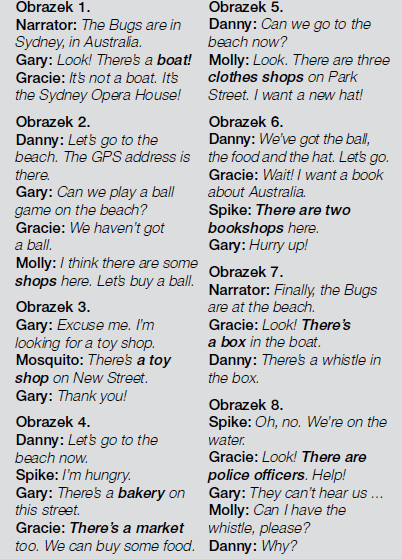 Obrazek 1.
Narrator: The Bugs are in
Sydney, in Australia.
Gary: Look! There's a boat!
Gracie: It's not a boat. It's
the Sydney Opera House!
Obrazek 2.
Danny: Let's go to the
beach. The GPS address is
there.
Gary: Can we play a ball
game on the beach?
Gracie: We haven't got
a ball.
Molly: I think there are some
shops here. Let's buy a ball.
Obrazek 3.
Gary: Excuse me. I'm
looking for a toy shop.
Mosquito: There's a toy
shop on New Street.
Gary: Thank you!
Obrazek 4.
Danny: Let's go to the
beach now.
Spike: I'm hungry.
Gary: There's a bakery on
this street.
Gracie: There's a market
too. We can buy some food.
Obrazek 5.
Danny: Can we go to the
beach now?
Molly: Look. There are three
clothes shops on Park
Street. I want a new hat!
Obrazek 6.
Danny: We've got the ball,
the food and the hat. Let's go.
Gracie: Wait! I want a book
about Australia.
Spike: There are two
bookshops here.
Gary: Hurry up!
Obrazek 7.
Narrator: Finally, the Bugs
are at the beach.
Gracie: Look! There's
a box in the boat.
Danny: There's a whistle in
the box.
Obrazek 8.
Spike: Oh, no. We're on the
water.
Gracie: Look! There are
police officers. Help!
Gary: They can't hear us ...
Molly: Can I have the
whistle, please?
Danny: Why?